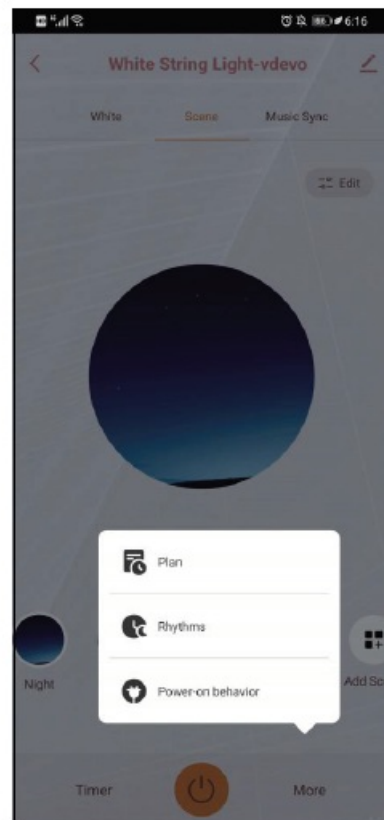 6:16
White String Light-vdevo
White Scene Music Sync
Edit
Plan
Rhythms
Night
Add Sc
Power-on behavior
Timer More